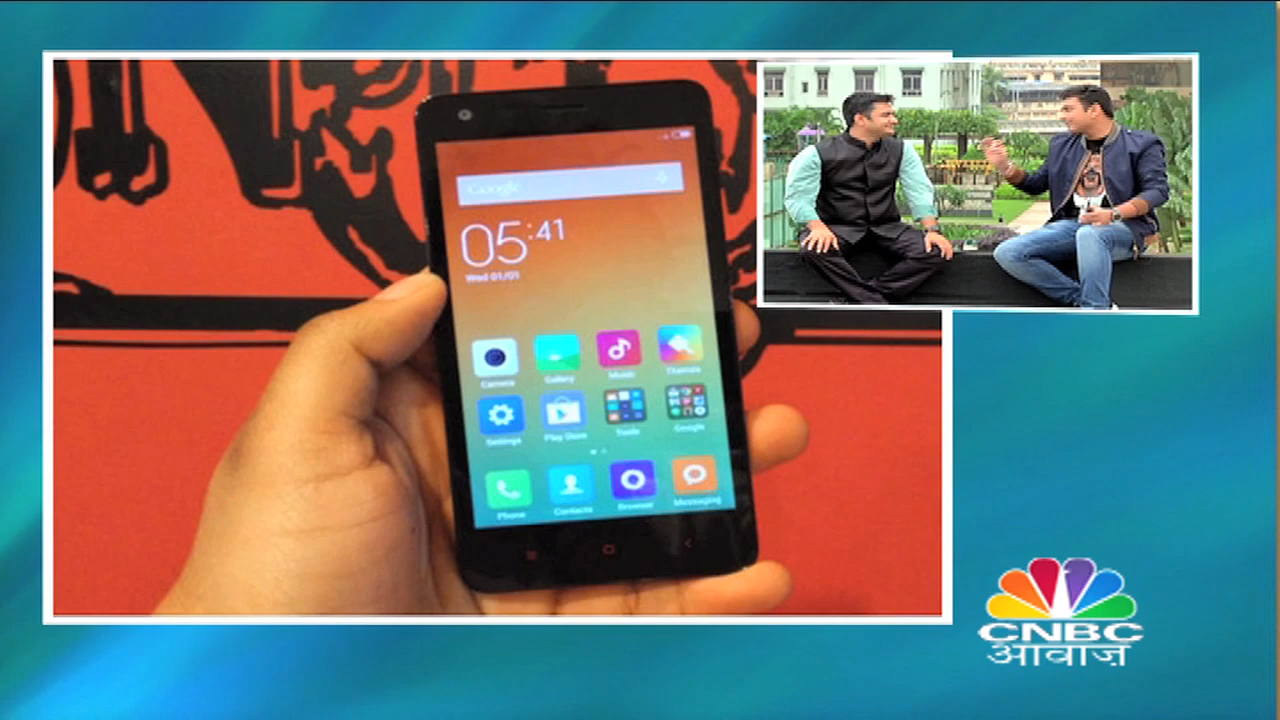 Google
05:41
Wed 01/01
Camera
Gallery
Music
Themes
Settings
Play Store
Tools
Google
Phone
Contacts
Browser
Messaging
CNBC
आवाज़